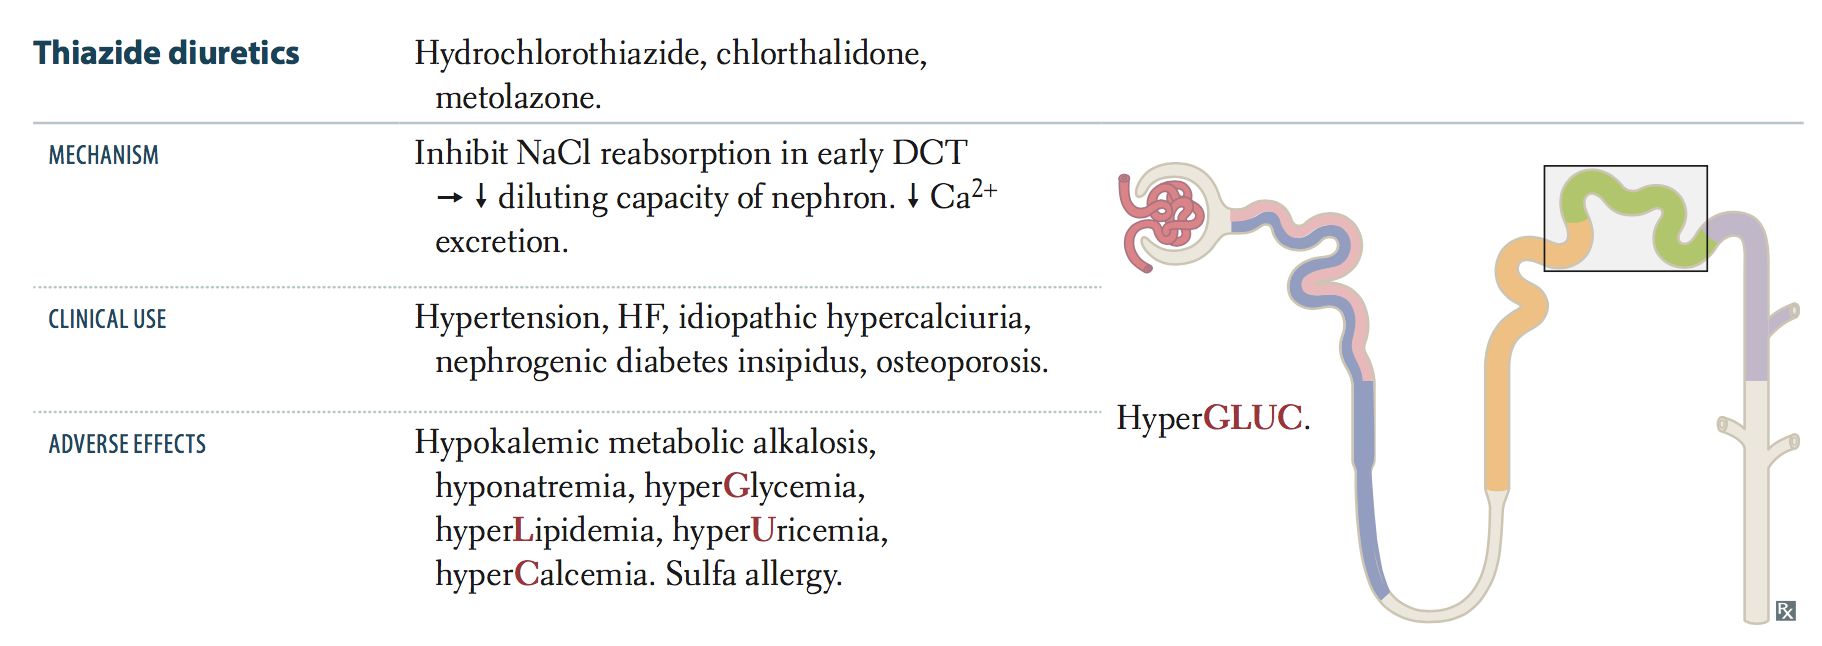 Thiazide diuretics
Hydrochlorothiazide, chlorthalidone,
metolazone.
MECHANISM
Inhibit NaCl reabsorption in early DCT
→ ↓ diluting capacity of nephron. ↓ Ca²⁺
excretion.
CLINICAL USE
Hypertension, HF, idiopathic hypercalciuria,
nephrogenic diabetes insipidus, osteoporosis.
ADVERSE EFFECTS
Hypokalemic metabolic alkalosis,
hyponatremia, hyperGlycemia,
hyperLipidemia, hyperUricemia,
hyperCalcemia. Sulfa allergy.
HyperGLUC.
Rx